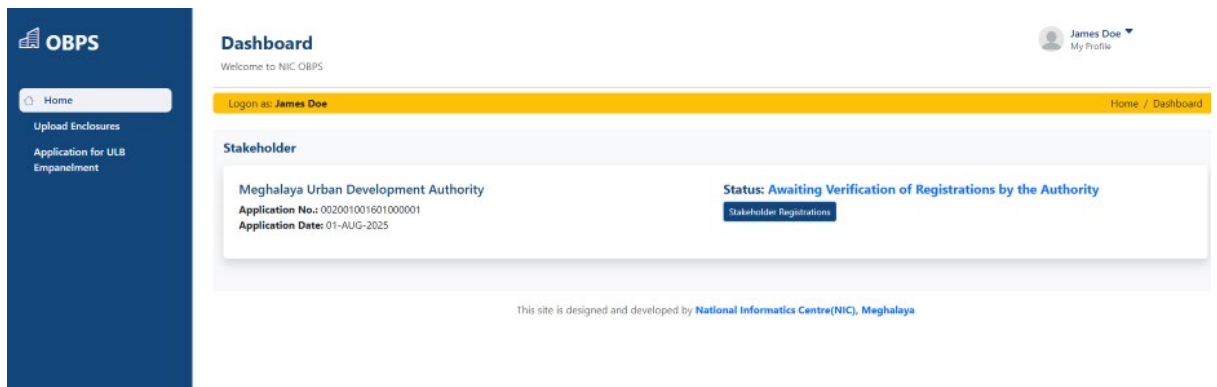 OBPS
Home
Upload Enclosures
Application for ULB
Empanelment
Dashboard
Welcome to NIC OBPS
James Doe
My Profile
Logon as: James Doe
Home / Dashboard
Stakeholder
Meghalaya Urban Development Authority
Application No.: 002001001601000001
Application Date: 01-AUG-2025
Status: Awaiting Verification of Registrations by the Authority
Stakeholder Registrations
This site is designed and developed by National Informatics Centre(NIC), Meghalaya